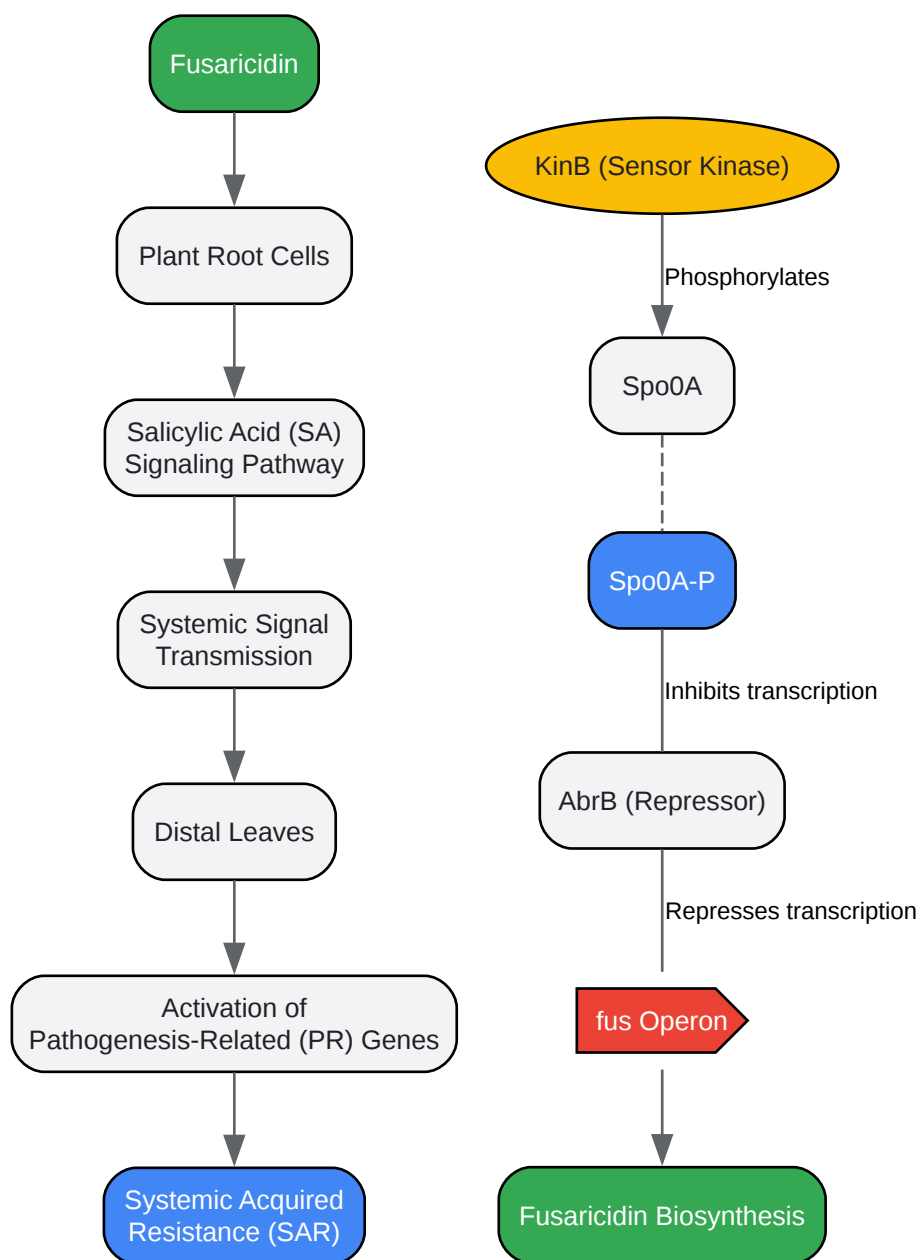 Fusaricidin
Plant Root Cells
Salicylic Acid (SA)
Signaling Pathway
Systemic Signal
Transmission
Distal Leaves
Activation of
Pathogenesis-Related (PR) Genes
Systemic Acquired
Resistance (SAR)
KinB (Sensor Kinase)
Phosphorylates
Spo0A
Spo0A-P
Inhibits transcription
AbrB (Repressor)
Represses transcription
fus Operon
Fusaricidin Biosynthesis